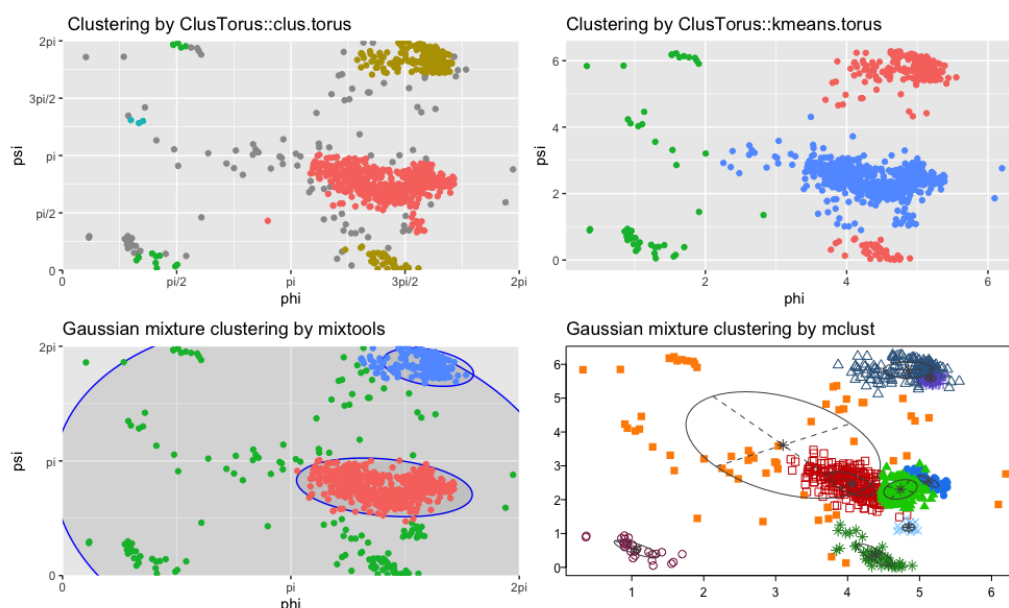 Clustering by ClusTorus::clus.torus
2pi
3pi/2
pi
pi/2
0
psi
0
pi/2
pi
3pi/2
2pi
phi
Clustering by ClusTorus::kmeans.torus
6
4
2
0
psi
2
4
6
phi
Gaussian mixture clustering by mixtools
2pi
pi
0
psi
0
pi
2pi
phi
Gaussian mixture clustering by mclust
6
5
4
3
2
1
0
1
2
3
4
5
6